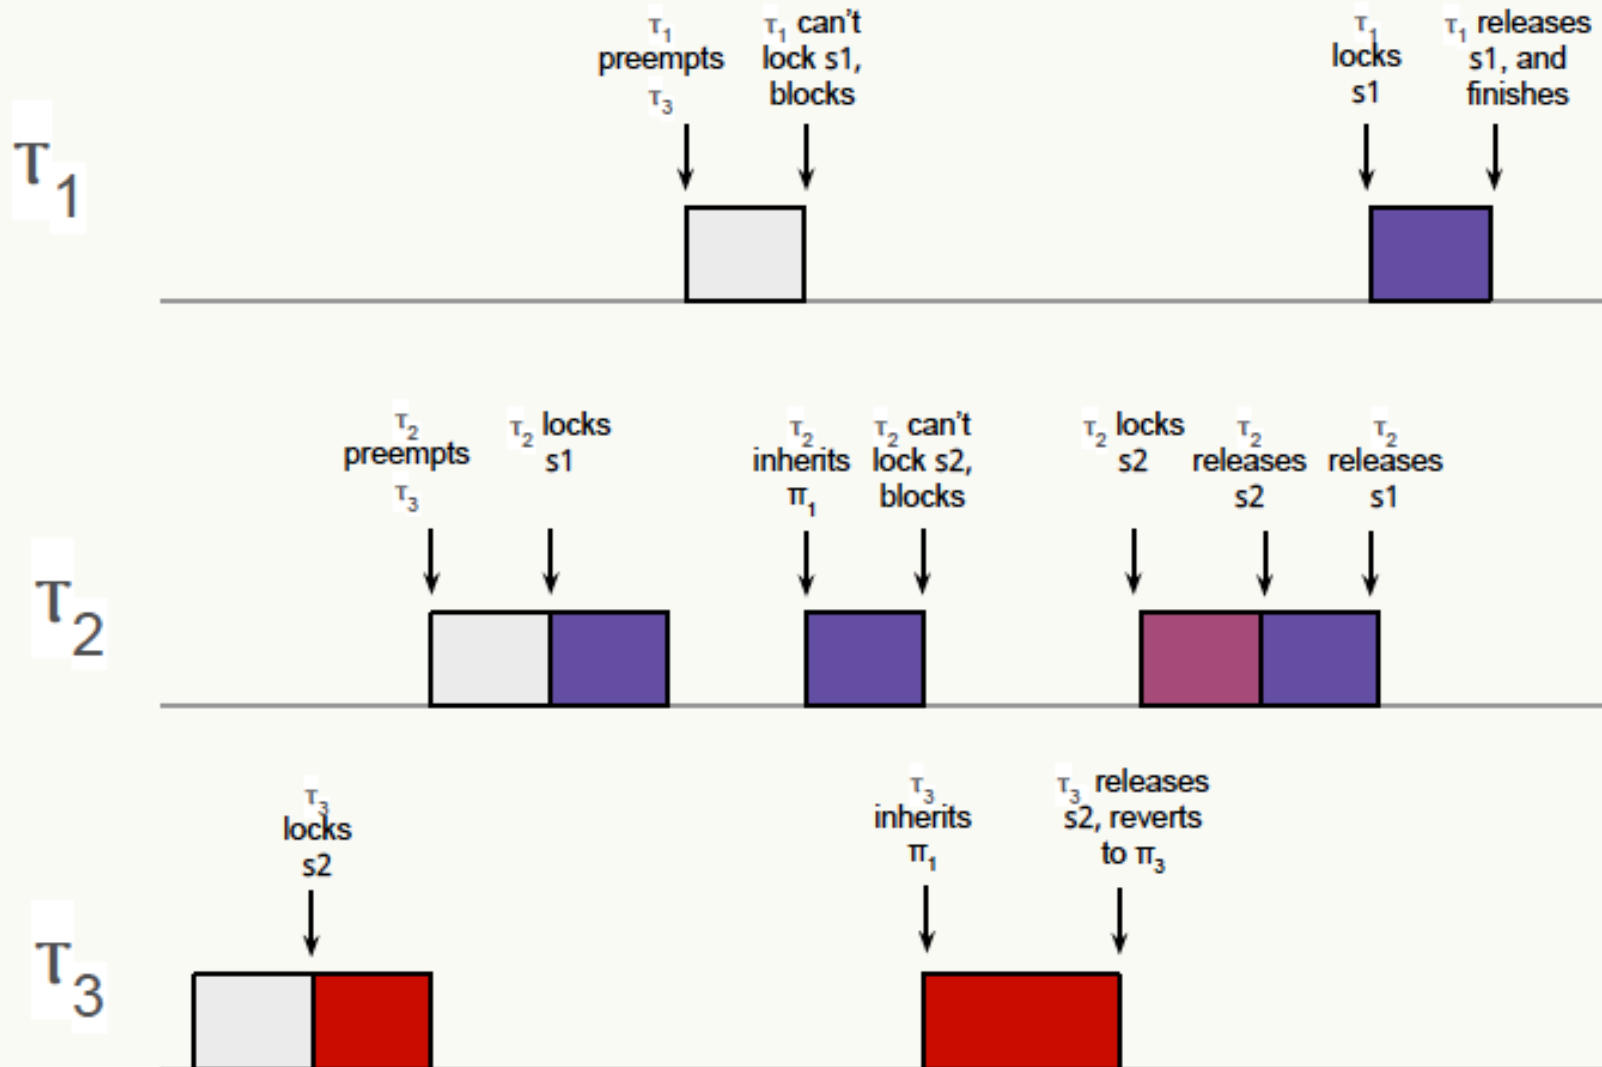 τ1
τ1
preempts
τ3
τ1 can't
lock s1,
blocks
τ1
locks
s1
τ1 releases
s1, and
finishes
τ2
τ2
preempts
τ3
τ2 locks
s1
τ2
inherits
π1
τ2 can't
lock s2,
blocks
τ2 locks
s2
τ2
releases
s2
τ2
releases
s1
τ3
τ3
locks
s2
τ3
inherits
π1
τ3 releases
s2, reverts
to π3